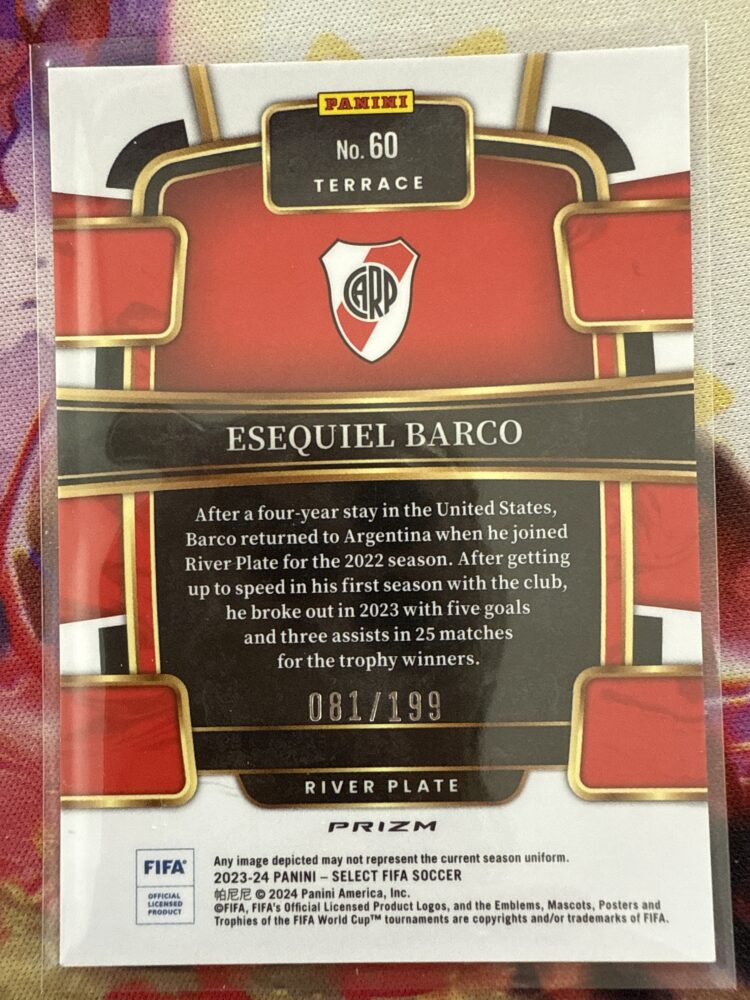 PANINI
No. 60
TERRACE
CARP
ESEQUIEL BARCO
After a four-year stay in the United States,
Barco returned to Argentina when he joined
River Plate for the 2022 season. After getting
up to speed in his first season with the club,
he broke out in 2023 with five goals
and three assists in 25 matches
for the trophy winners.
081/199
RIVER PLATE
PRIZM
FIFA®
OFFICIAL
LICENSED
PRODUCT
Any image depicted may not represent the current season uniform.
2023-24 PANINI – SELECT FIFA SOCCER
帕尼尼 © 2024 Panini America, Inc.
©FIFA, FIFA's Official Licensed Product Logos, and the Emblems, Mascots, Posters and
Trophies of the FIFA World Cup™ tournaments are copyrights and/or trademarks of FIFA.